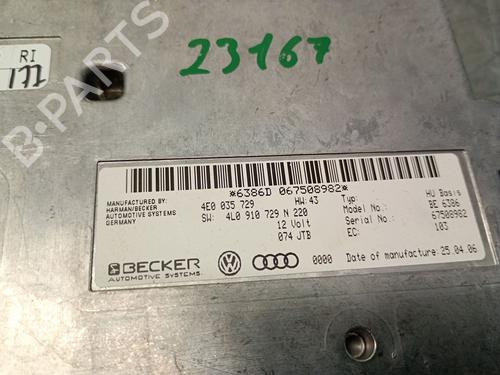 23167
RI
B-PARTS
*6386D 067508982*
MANUFACTURED BY:
HARMAN/BECKER
AUTOMOTIVE SYSTEMS
GERMANY
4E0 035 729 HW: 43
SW: 4L0 910 729 N 220
12 Volt
074 JTB
Typ: HU Basis
Model No.: BE 6386
Serial No.: 67508982
EC: 103
BECKER
AUTOMOTIVE SYSTEMS
0000 Date of manufacture: 25.04.06